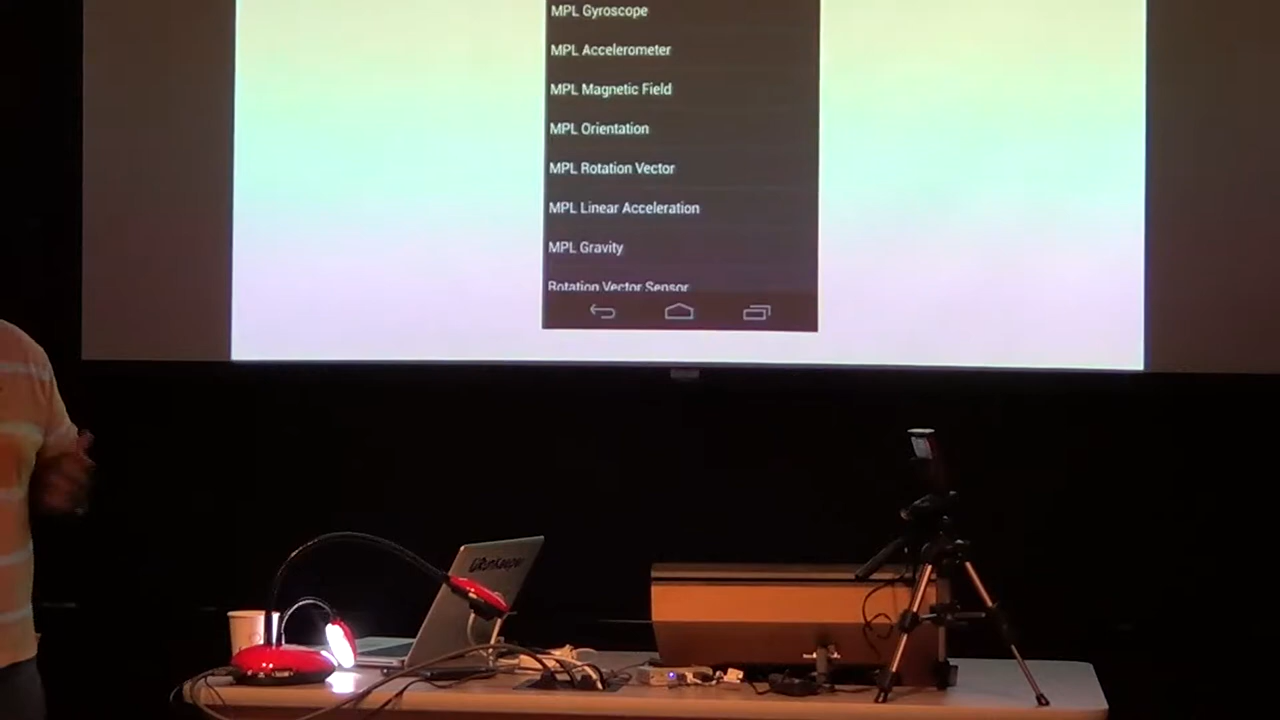 MPL Gyroscope
MPL Accelerometer
MPL Magnetic Field
MPL Orientation
MPL Rotation Vector
MPL Linear Acceleration
MPL Gravity
Rotation Vector Sensor
RunKeeper